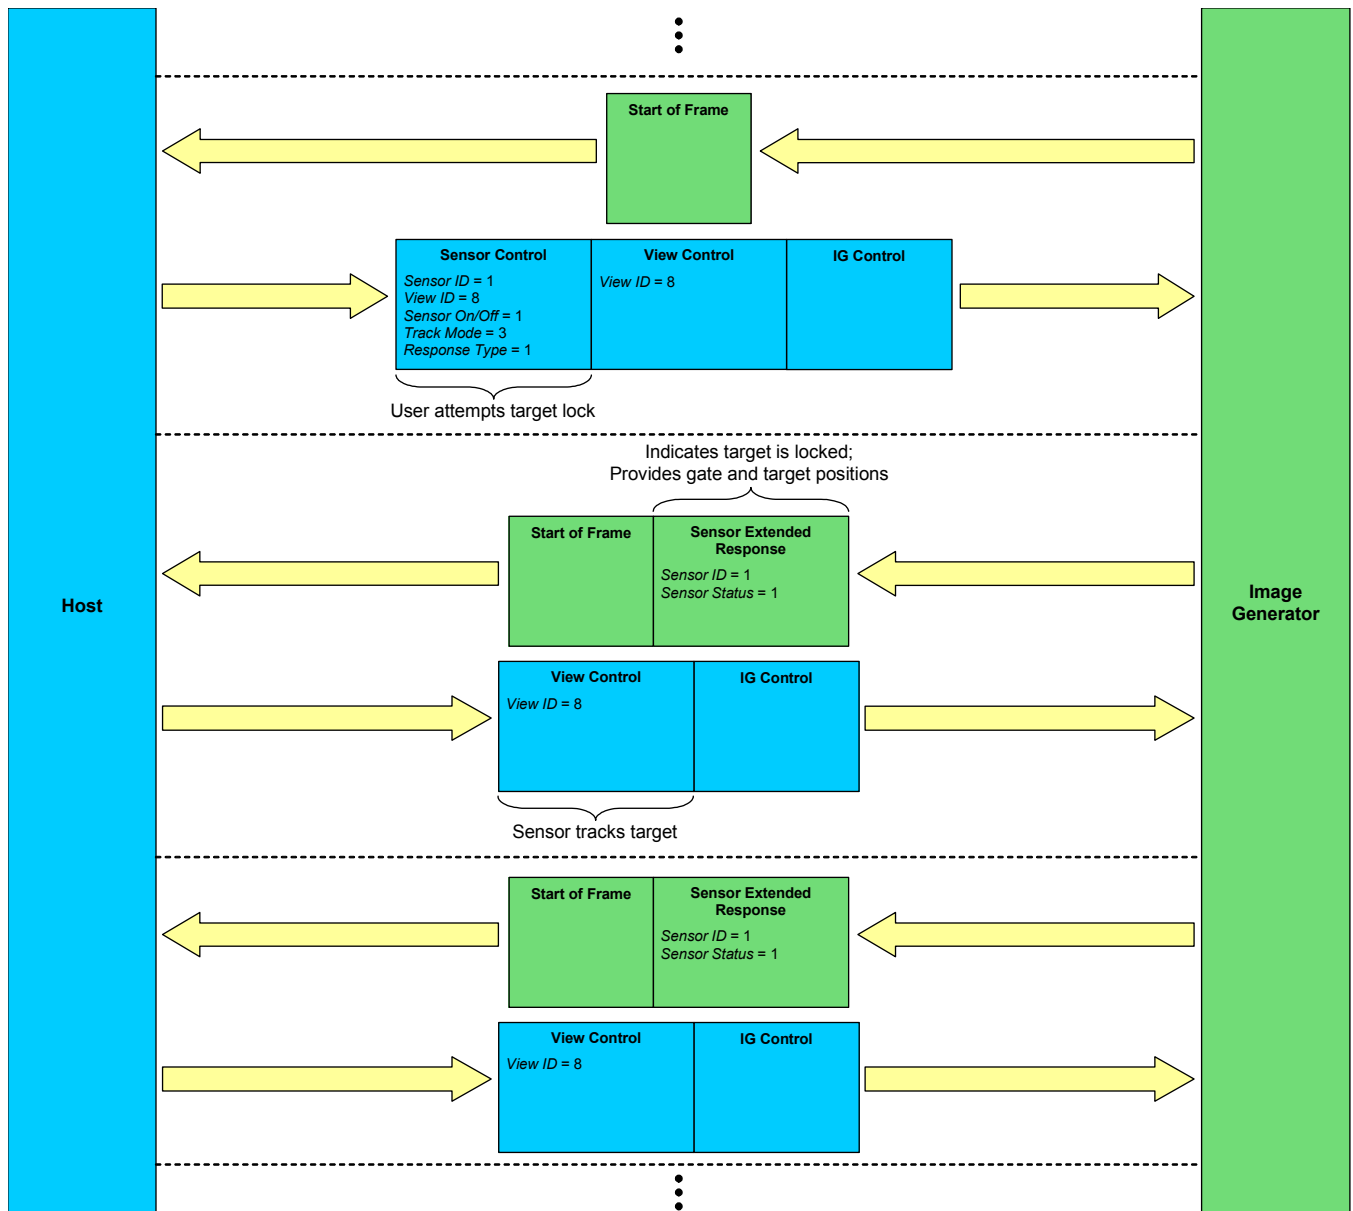 Start of Frame
Sensor Control
Sensor ID = 1
View ID = 8
Sensor On/Off = 1
Track Mode = 3
Response Type = 1
View Control
View ID = 8
IG Control
User attempts target lock
Indicates target is locked;
Provides gate and target positions
Start of Frame
Sensor Extended
Response
Sensor ID = 1
Sensor Status = 1
Host
Image
Generator
View Control
View ID = 8
IG Control
Sensor tracks target
Start of Frame
Sensor Extended
Response
Sensor ID = 1
Sensor Status = 1
View Control
View ID = 8
IG Control